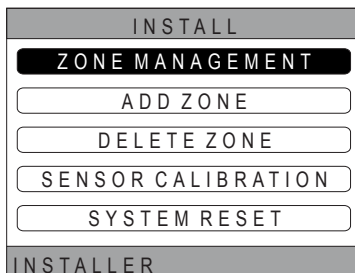 INSTALL
ZONE MANAGEMENT
ADD ZONE
DELETE ZONE
SENSOR CALIBRATION
SYSTEM RESET
INSTALLER